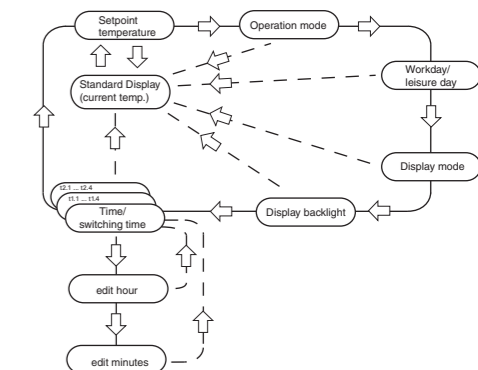 Setpoint
temperature
Operation mode
Standard Display
(current temp.)
Workday/
leisure day
Display mode
t2.1 ... t2.4
t1.1 ... t1.4
Time/
switching time
Display backlight
edit hour
edit minutes